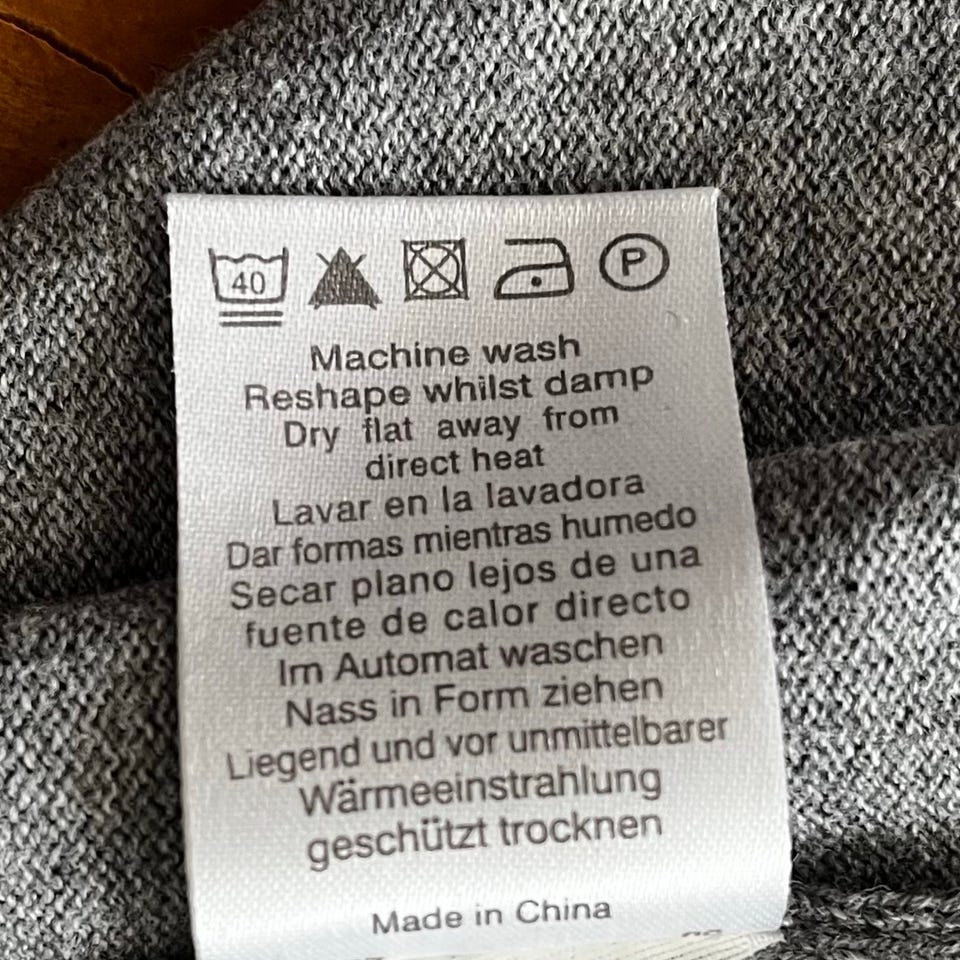 40
P
Machine wash
Reshape whilst damp
Dry flat away from
direct heat
Lavar en la lavadora
Dar formas mientras humedo
Secar plano lejos de una
fuente de calor directo
Im Automat waschen
Nass in Form ziehen
Liegend und vor unmittelbarer
Wärmeeinstrahlung
geschützt trocknen
Made in China